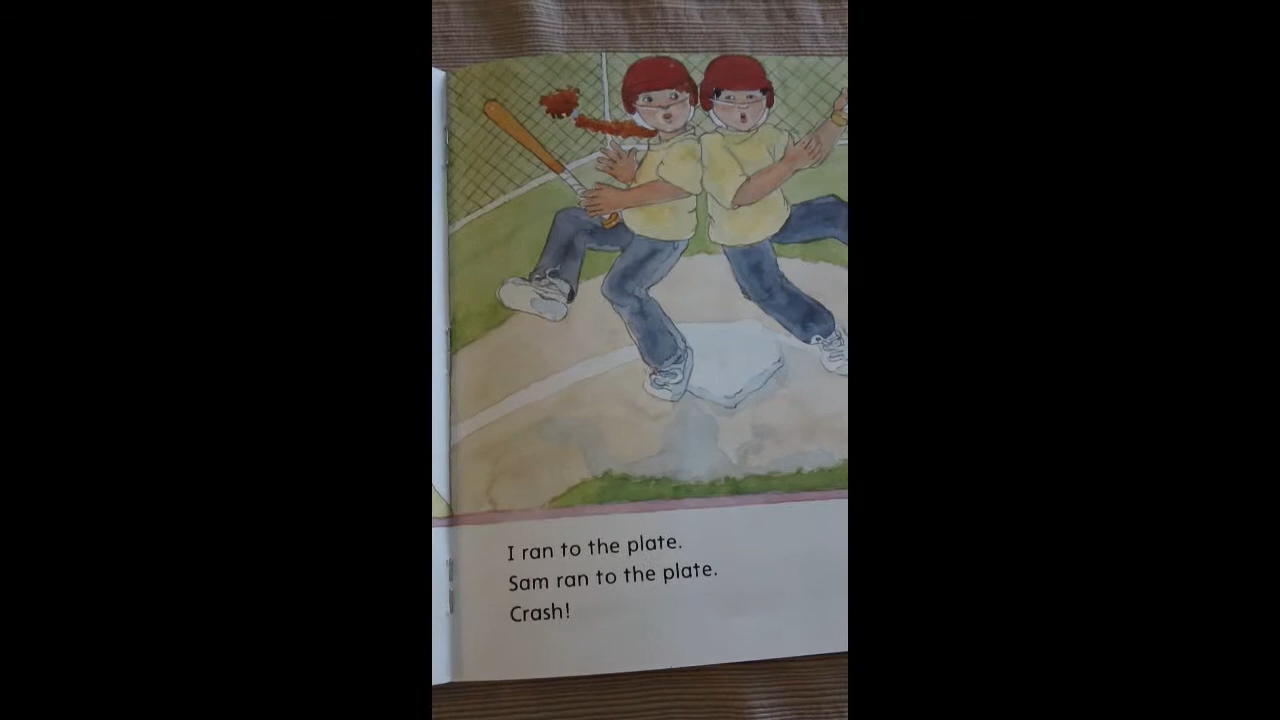 I ran to the plate.
Sam ran to the plate.
Crash!